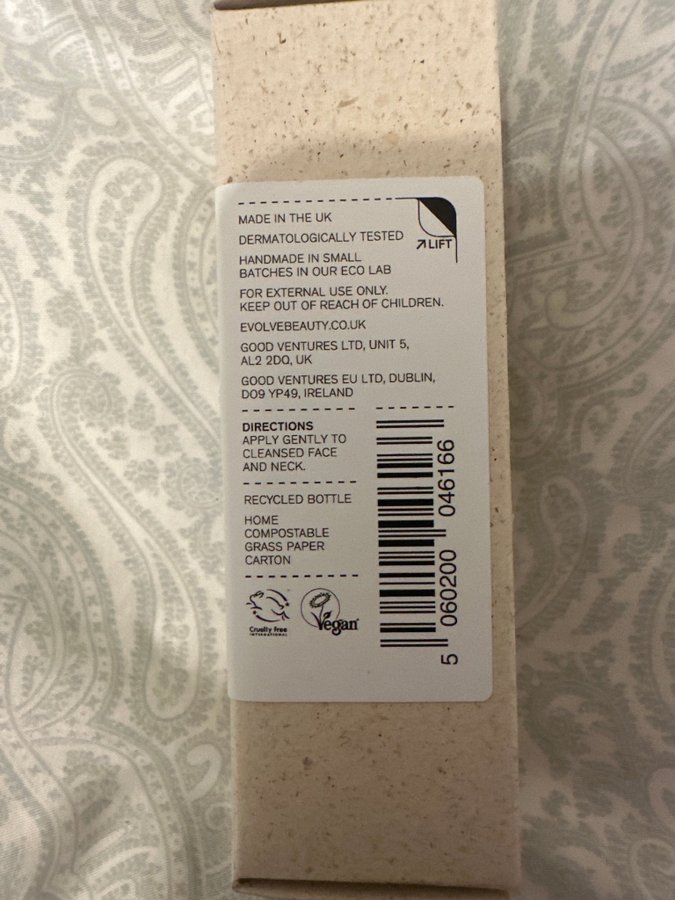 MADE IN THE UK
DERMATOLOGICALLY TESTED
LIFT
HANDMADE IN SMALL
BATCHES IN OUR ECO LAB
FOR EXTERNAL USE ONLY.
KEEP OUT OF REACH OF CHILDREN.
EVOLVEBEAUTY.CO.UK
GOOD VENTURES LTD, UNIT 5,
AL2 2DQ, UK
GOOD VENTURES EU LTD, DUBLIN,
D09 YP49, IRELAND
DIRECTIONS
APPLY GENTLY TO
CLEANSED FACE
AND NECK.
RECYCLED BOTTLE
HOME
COMPOSTABLE
GRASS PAPER
CARTON
Cruelty free
INTERNATIONAL
Vegan
5 060200 046166